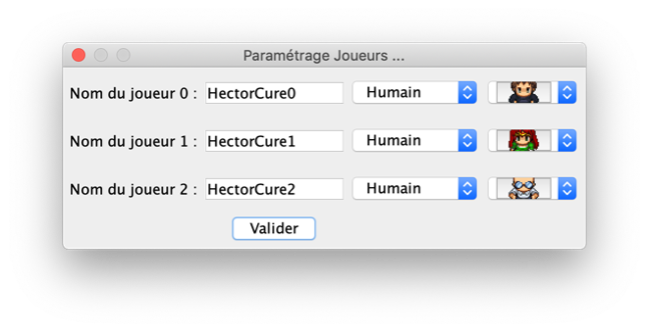 Paramétrage Joueurs ...
Nom du joueur 0 : HectorCure0 Humain
Nom du joueur 1 : HectorCure1 Humain
Nom du joueur 2 : HectorCure2 Humain
Valider